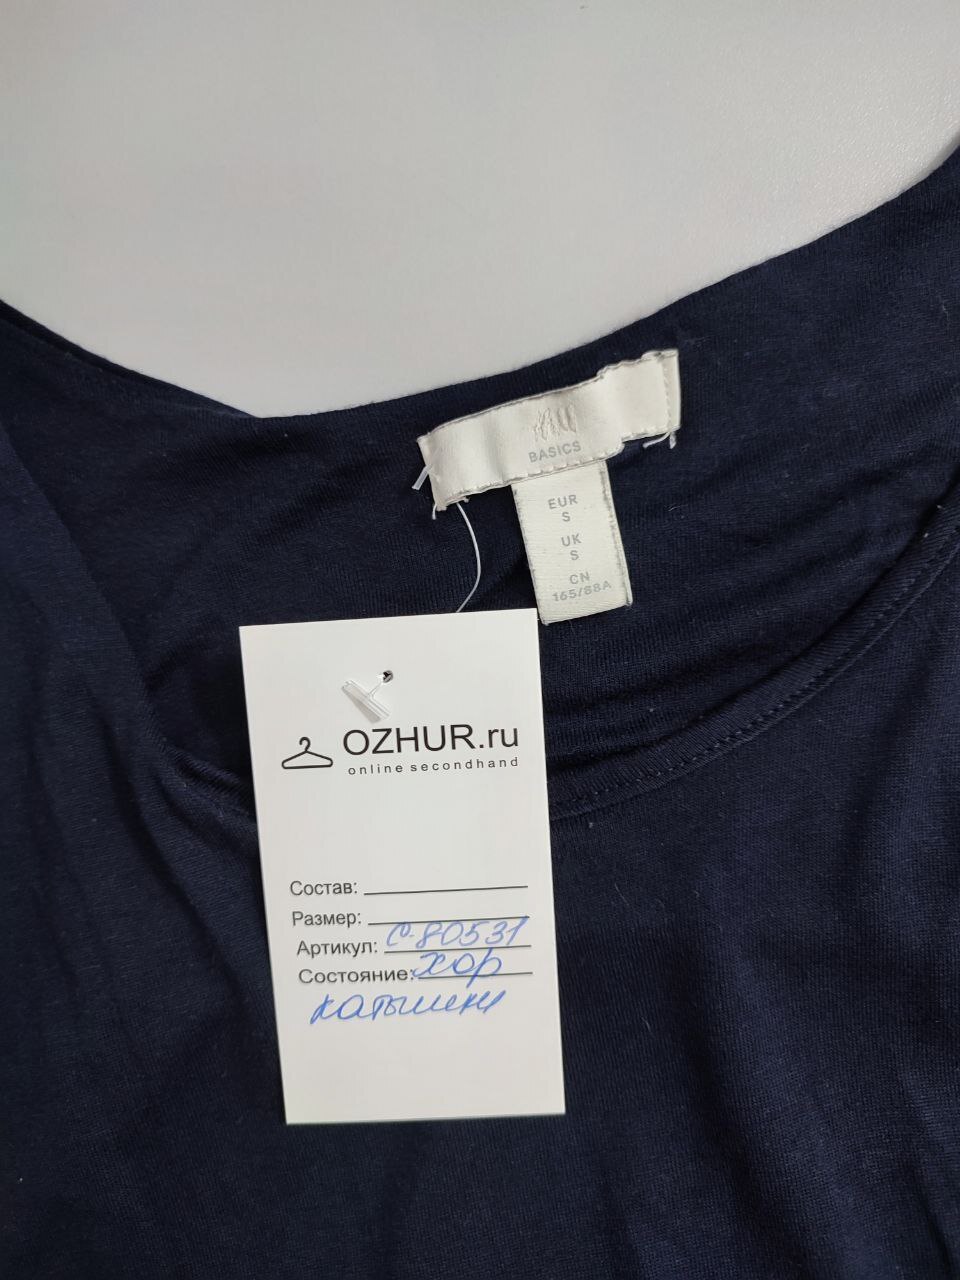 H&M
BASICS
EUR
S
UK
S
CN
165/88A
OZHUR.ru
online secondhand
Состав:
Размер:
Артикул: С-80531
Состояние: хор
катышки